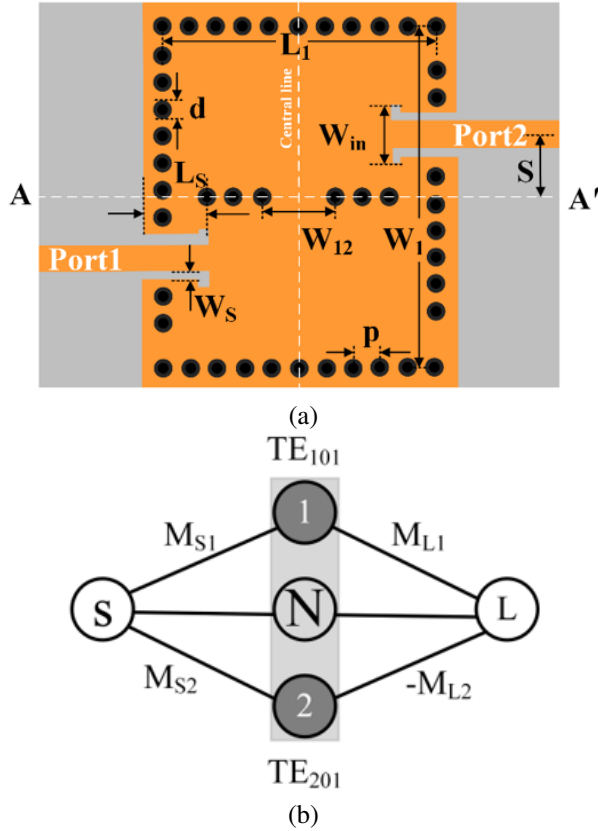 L1
Central line
d
Win
Port2
S
LS
A
A'
W12
W1
Port1
WS
p
(a)
TE101
1
MS1
ML1
S
N
L
MS2
-ML2
2
TE201
(b)